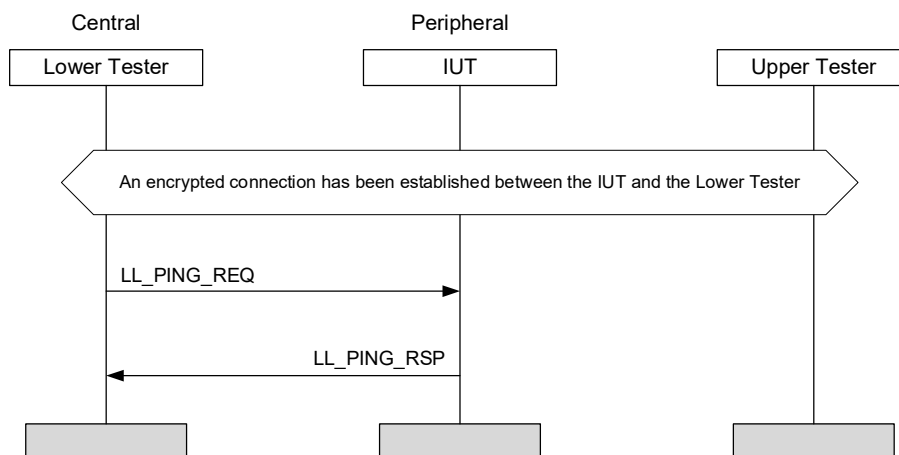 Central
Peripheral
Lower Tester
IUT
Upper Tester
An encrypted connection has been established between the IUT and the Lower Tester
LL_PING_REQ
LL_PING_RSP